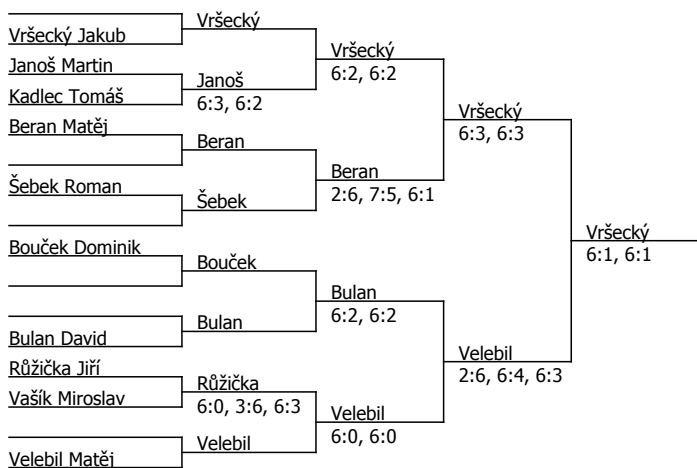 Vršecký Jakub
Janoš Martin
Kadlec Tomáš
Beran Matěj
Šebek Roman
Bouček Dominik
Bulan David
Růžička Jiří
Vašík Miroslav
Velebil Matěj
Vršecký
Janoš
6:3, 6:2
Beran
Šebek
Bouček
Bulan
Růžička
6:0, 3:6, 6:3
Velebil
Vršecký
6:2, 6:2
Beran
2:6, 7:5, 6:1
Bulan
6:2, 6:2
Velebil
6:0, 6:0
Vršecký
6:3, 6:3
Velebil
2:6, 6:4, 6:3
Vršecký
6:1, 6:1